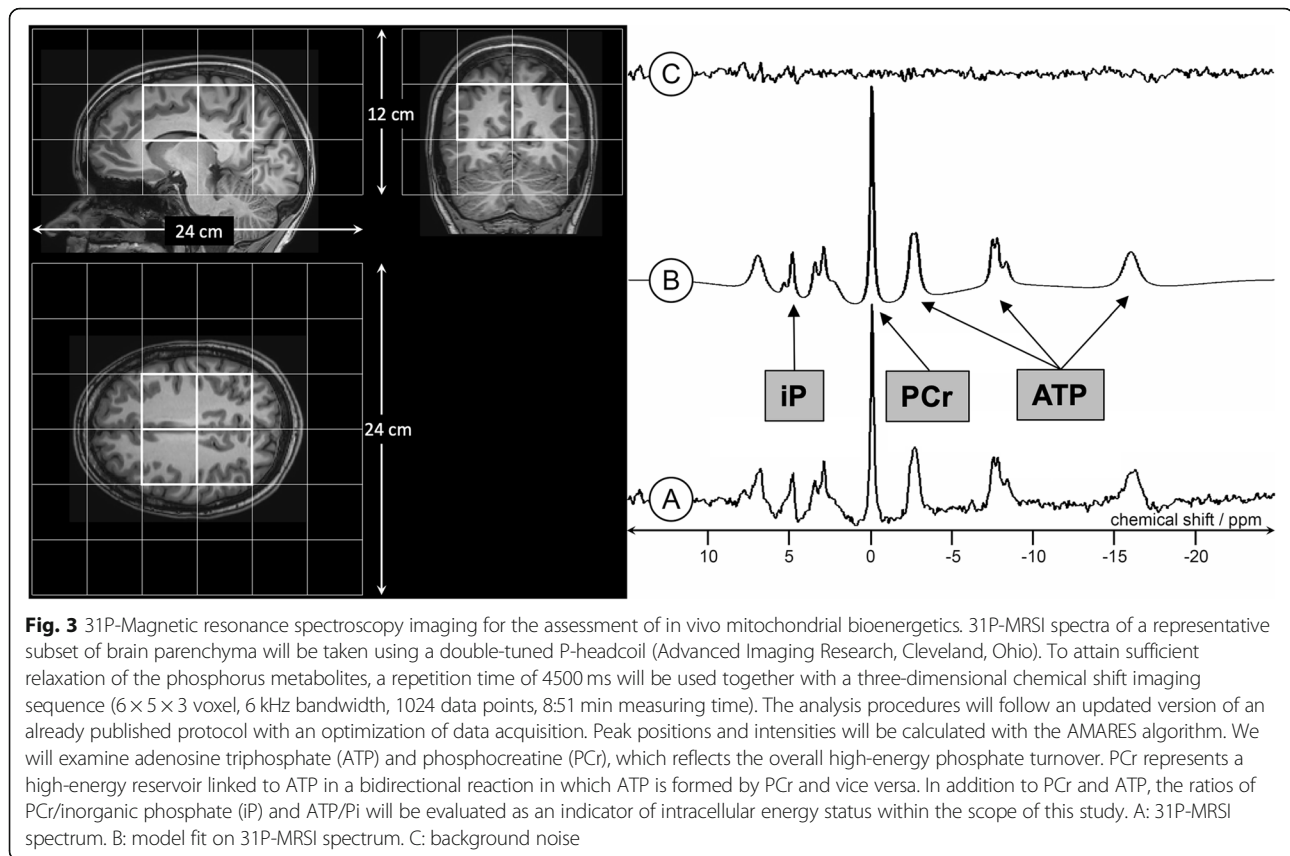 12 cm
24 cm
24 cm
C
B
iP
PCr
ATP
A
chemical shift / ppm
10 5 0 -5 -10 -15 -20
Fig. 3 31P-Magnetic resonance spectroscopy imaging for the assessment of in vivo mitochondrial bioenergetics. 31P-MRSI spectra of a representative
subset of brain parenchyma will be taken using a double-tuned P-headcoil (Advanced Imaging Research, Cleveland, Ohio). To attain sufficient
relaxation of the phosphorus metabolites, a repetition time of 4500 ms will be used together with a three-dimensional chemical shift imaging
sequence (6 × 5 × 3 voxel, 6 kHz bandwidth, 1024 data points, 8:51 min measuring time). The analysis procedures will follow an updated version of an
already published protocol with an optimization of data acquisition. Peak positions and intensities will be calculated with the AMARES algorithm. We
will examine adenosine triphosphate (ATP) and phosphocreatine (PCr), which reflects the overall high-energy phosphate turnover. PCr represents a
high-energy reservoir linked to ATP in a bidirectional reaction in which ATP is formed by PCr and vice versa. In addition to PCr and ATP, the ratios of
PCr/inorganic phosphate (iP) and ATP/Pi will be evaluated as an indicator of intracellular energy status within the scope of this study. A: 31P-MRSI
spectrum. B: model fit on 31P-MRSI spectrum. C: background noise